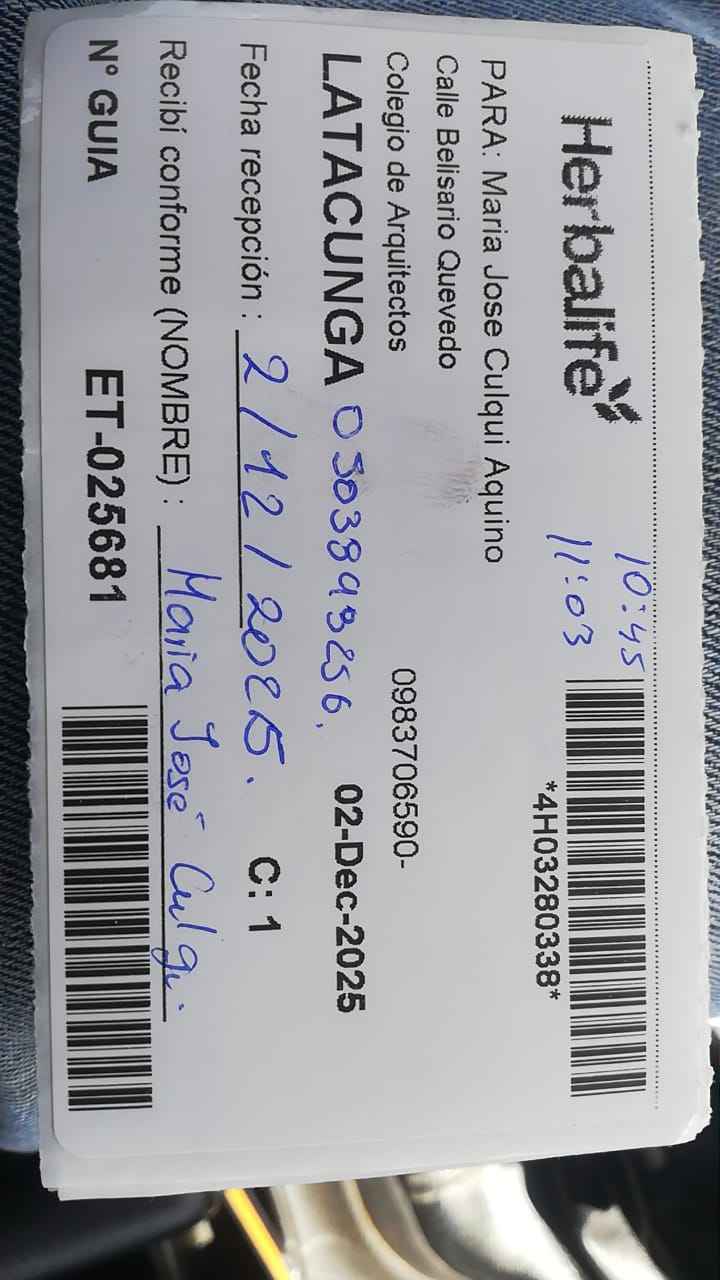 Herbalife
10:45
11:03
*4H03280338*
PARA: Maria Jose Culqui Aquino
Calle Belisario Quevedo
Colegio de Arquitectos
0983706590-
LATACUNGA
02-Dec-2025
Fecha recepción : 2/12/2025.
C: 1
Recibí conforme (NOMBRE) : Maria José Culqui.
Nº GUIA
ET-025681